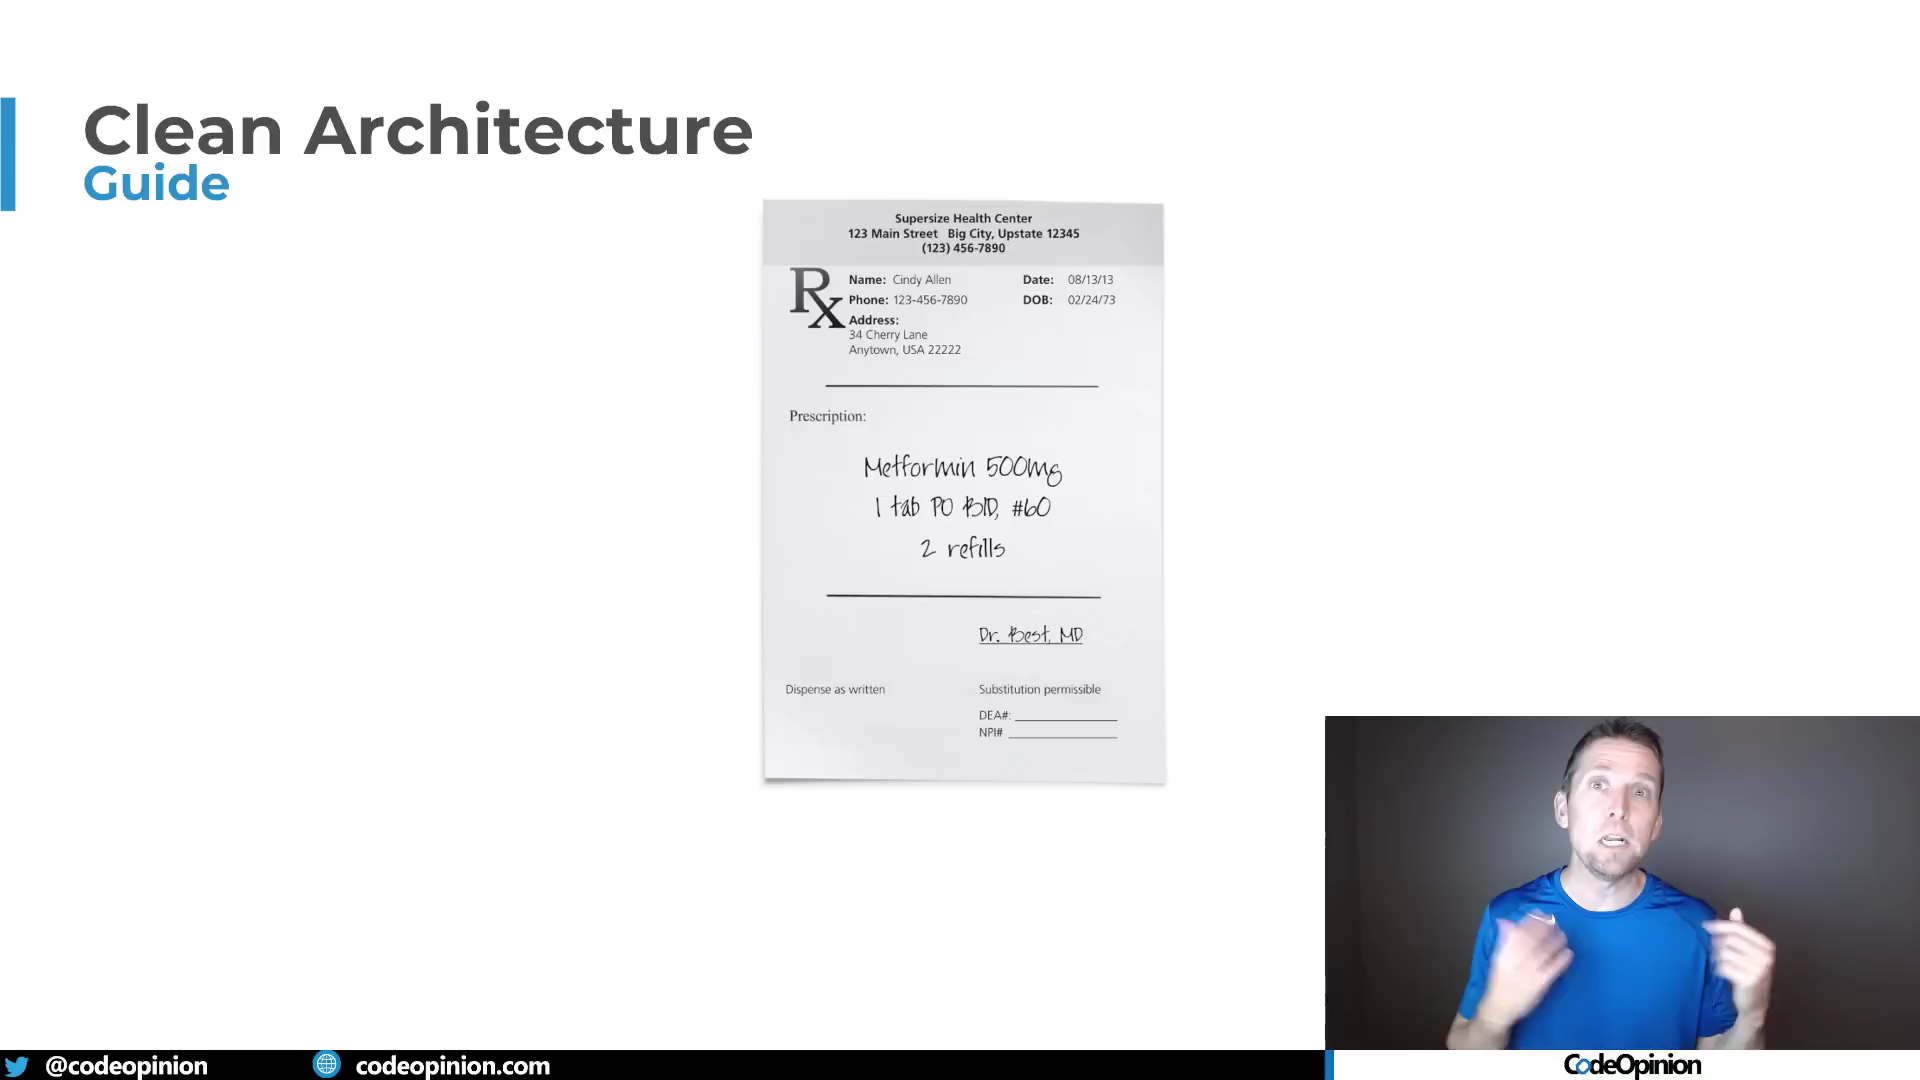 Clean Architecture
Guide
Supersize Health Center
123 Main Street Big City, Upstate 12345
(123) 456-7890
Rx
Name: Cindy Allen Date: 08/13/13
Phone: 123-456-7890 DOB: 02/24/73
Address:
34 Cherry Lane
Anytown, USA 22222
Prescription:
Metformin 500mg
1 tab PO BID, #60
2 refills
Dr. Best, MD
Dispense as written Substitution permissible
DEA#:
NPI#
@codeopinion codeopinion.com CodeOpinion